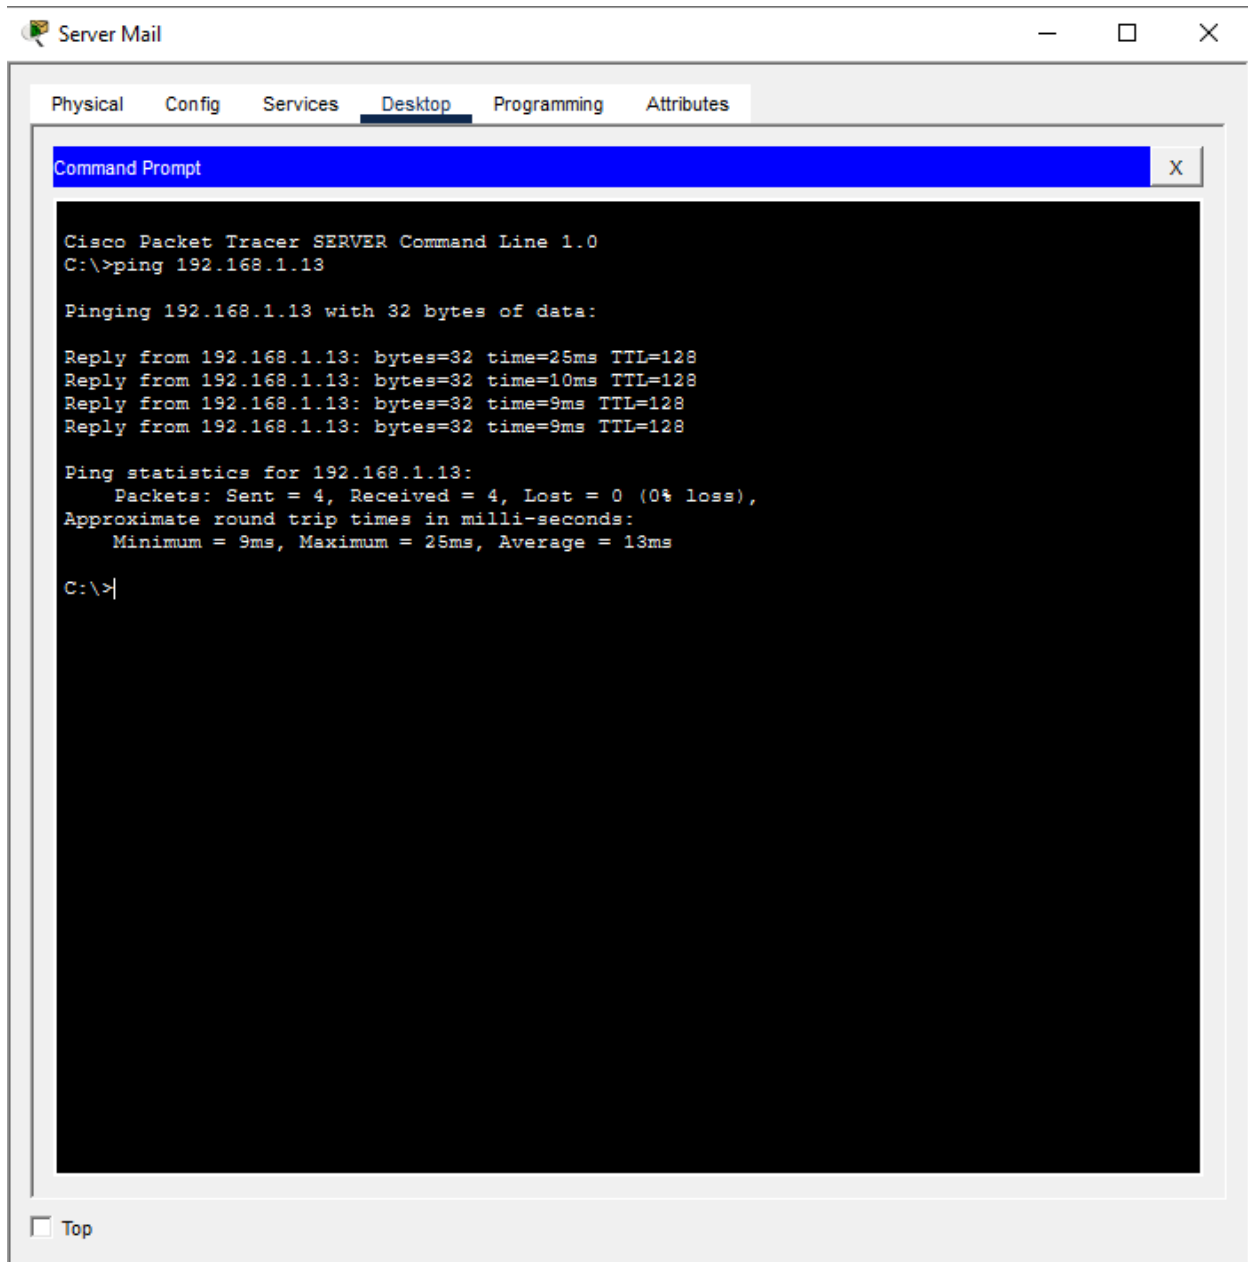 Server Mail
Physical Config Services Desktop Programming Attributes
Command Prompt X
Cisco Packet Tracer SERVER Command Line 1.0
C:\>ping 192.168.1.13
Pinging 192.168.1.13 with 32 bytes of data:
Reply from 192.168.1.13: bytes=32 time=25ms TTL=128
Reply from 192.168.1.13: bytes=32 time=10ms TTL=128
Reply from 192.168.1.13: bytes=32 time=9ms TTL=128
Reply from 192.168.1.13: bytes=32 time=9ms TTL=128
Ping statistics for 192.168.1.13:
Packets: Sent = 4, Received = 4, Lost = 0 (0% loss),
Approximate round trip times in milli-seconds:
Minimum = 9ms, Maximum = 25ms, Average = 13ms
C:\>
Top